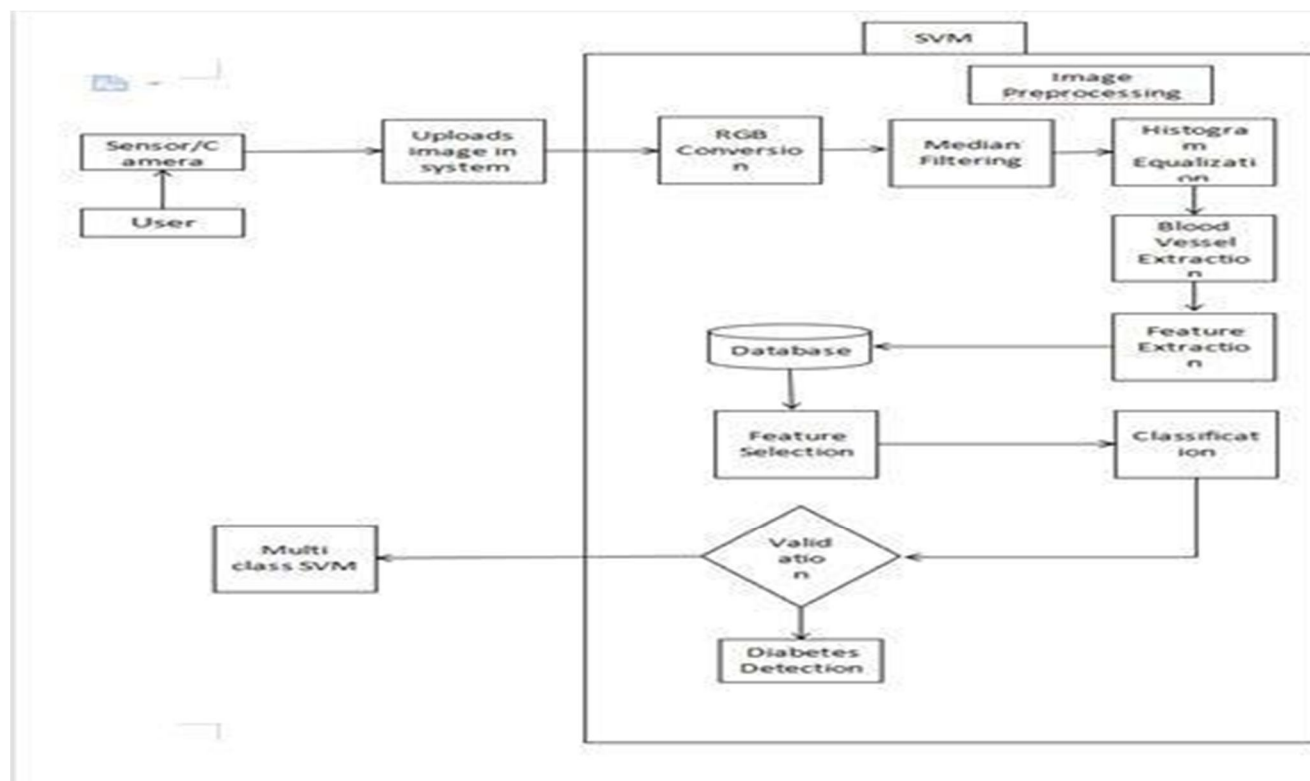 SVM
Image
Preprocessing
Sensor/C
amera
User
Uploads
Image in
system
RGB
Conversio
n
Median
Filtering
Histogra
m
Equalizati
on
Blood
Vessel
Extractio
n
Feature
Extractio
n
Database
Feature
Selection
Classificat
ion
Valid
atio
n
Multi
class SVM
Diabetes
Detection